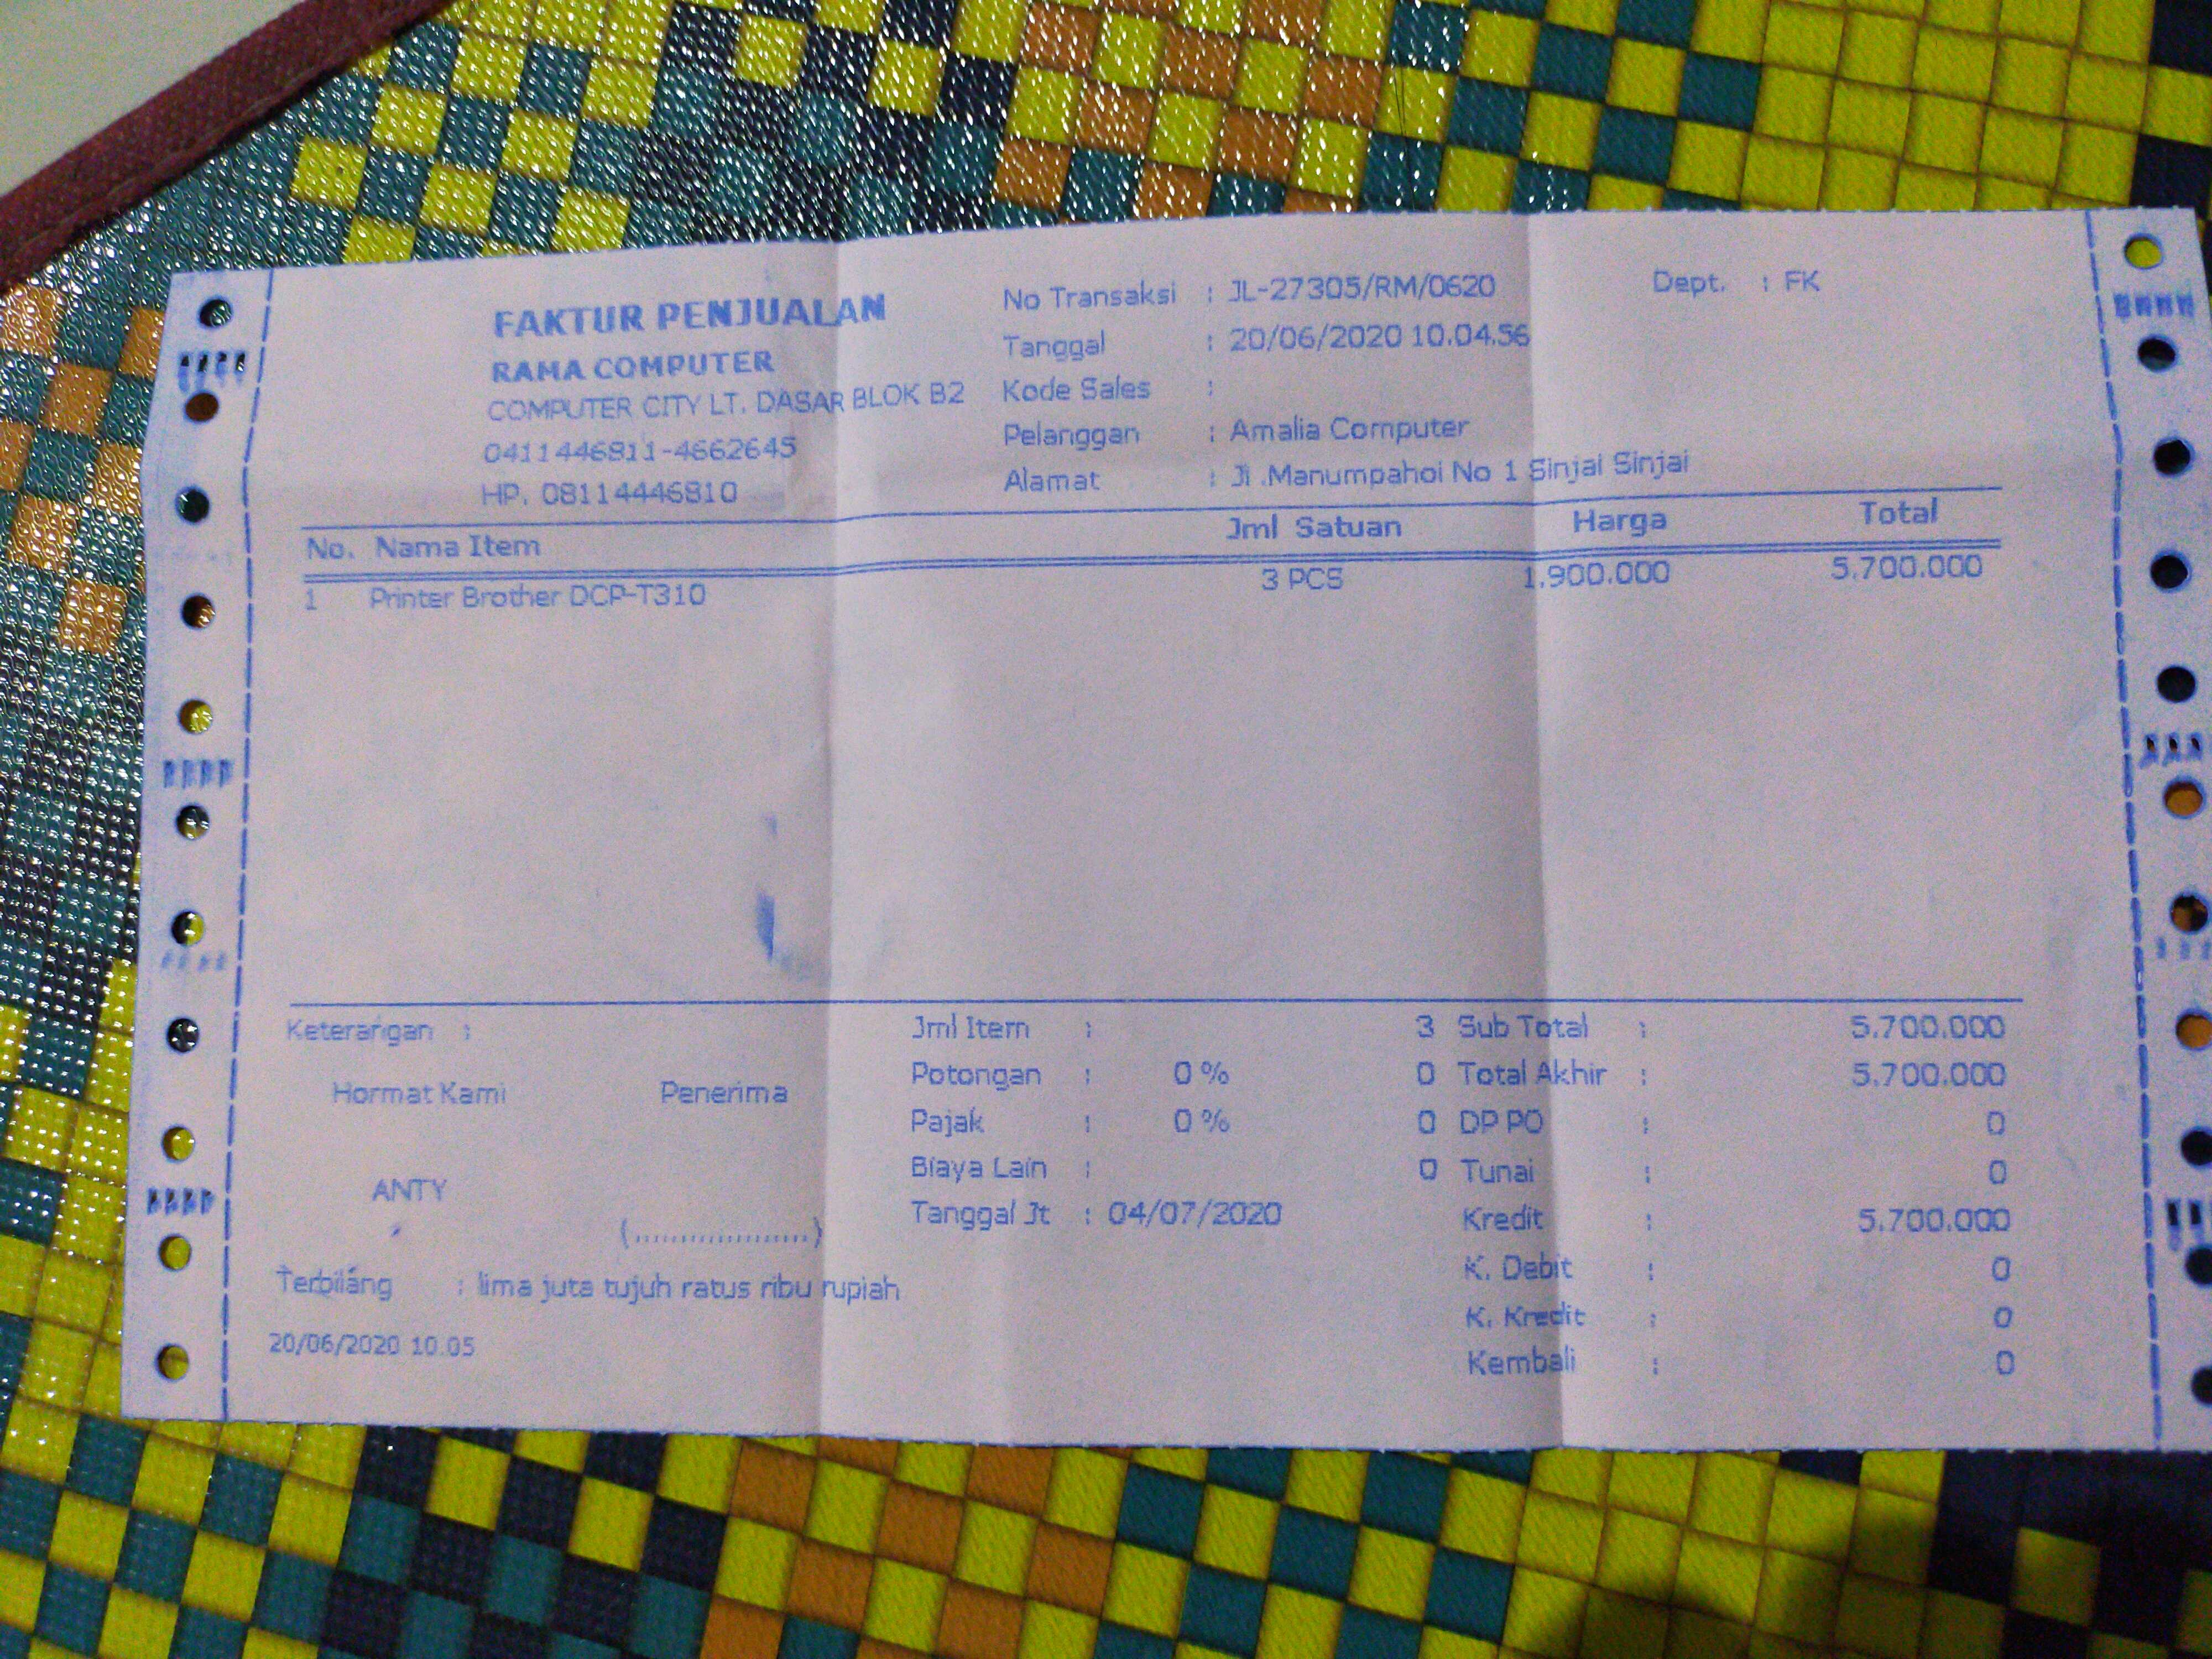 FAKTUR PENJUALAN
RAMA COMPUTER
COMPUTER CITY LT. DASAR BLOK B2
0411446811-4662645
HP. 08114446810
No Transaksi : JL-27305/RM/0620
Tanggal : 20/06/2020 10.04.56
Kode Sales :
Pelanggan : Amalia Computer
Alamat : Jl .Manumpahoi No 1 Sinjai Sinjai
Dept. : FK
No. Nama Item Jml Satuan Harga Total
1 Printer Brother DCP-T310 3 PCS 1.900.000 5.700.000
Keterangan :
Hormat Kami Penerima
ANTY
(....................)
Jml Item : 3
Potongan : 0 % 0
Pajak : 0 % 0
Biaya Lain : 0
Tanggal Jt : 04/07/2020
Sub Total : 5.700.000
Total Akhir : 5.700.000
DP PO : 0
Tunai : 0
Kredit : 5.700.000
K. Debit : 0
K. Kredit : 0
Kembali : 0
Terbilang : lima juta tujuh ratus ribu rupiah
20/06/2020 10.05